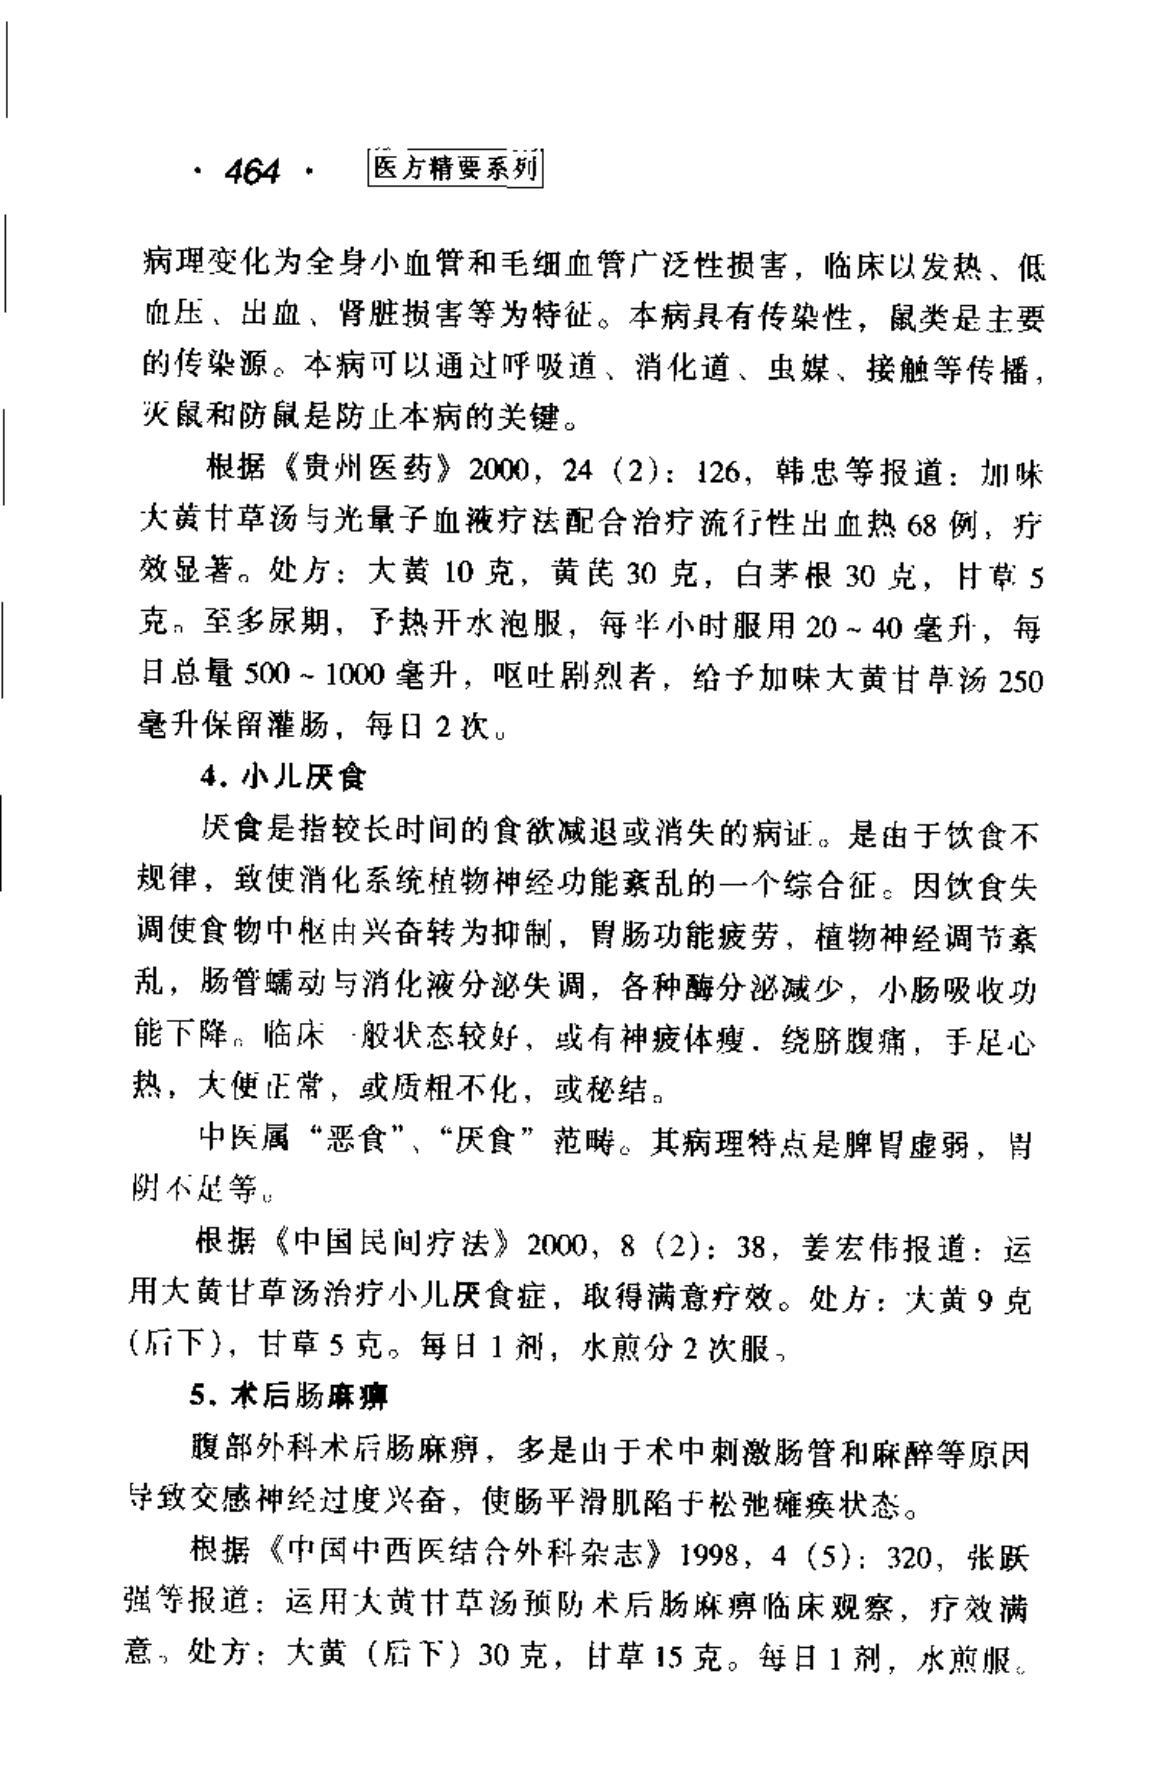 · 464 · 医方精要系列
病理变化为全身小血管和毛细血管广泛性损害，临床以发热、低
血压、出血、肾脏损害等为特征。本病具有传染性，鼠类是主要
的传染源。本病可以通过呼吸道、消化道、虫媒、接触等传播，
灭鼠和防鼠是防止本病的关键。
根据《贵州医药》2000，24（2）：126，韩忠等报道：加味
大黄甘草汤与光量子血液疗法配合治疗流行性出血热 68 例，疗
效显著。处方：大黄 10 克，黄芪 30 克，白茅根 30 克，甘草 5
克。至多尿期，予热开水泡服，每半小时服用 20～40 毫升，每
日总量 500～1000 毫升，呕吐剧烈者，给予加味大黄甘草汤 250
毫升保留灌肠，每日 2 次。
4. 小儿厌食
厌食是指较长时间的食欲减退或消失的病证。是由于饮食不
规律，致使消化系统植物神经功能紊乱的一个综合征。因饮食失
调使食物中枢由兴奋转为抑制，胃肠功能疲劳，植物神经调节紊
乱，肠管蠕动与消化液分泌失调，各种酶分泌减少，小肠吸收功
能下降。临床一般状态较好，或有神疲体瘦．绕脐腹痛，手足心
热，大便正常，或质粗不化，或秘结。
中医属“恶食”、“厌食”范畴。其病理特点是脾胃虚弱，胃
阴不足等。
根据《中国民间疗法》2000，8（2）：38，姜宏伟报道：运
用大黄甘草汤治疗小儿厌食症，取得满意疗效。处方：大黄 9 克
（后下），甘草 5 克。每日 1 剂，水煎分 2 次服。
5. 术后肠麻痹
腹部外科术后肠麻痹，多是由于术中刺激肠管和麻醉等原因
导致交感神经过度兴奋，使肠平滑肌陷于松弛瘫痪状态。
根据《中国中西医结合外科杂志》1998，4（5）：320，张跃
强等报道：运用大黄甘草汤预防术后肠麻痹临床观察，疗效满
意。处方：大黄（后下）30 克，甘草 15 克。每日 1 剂，水煎服。